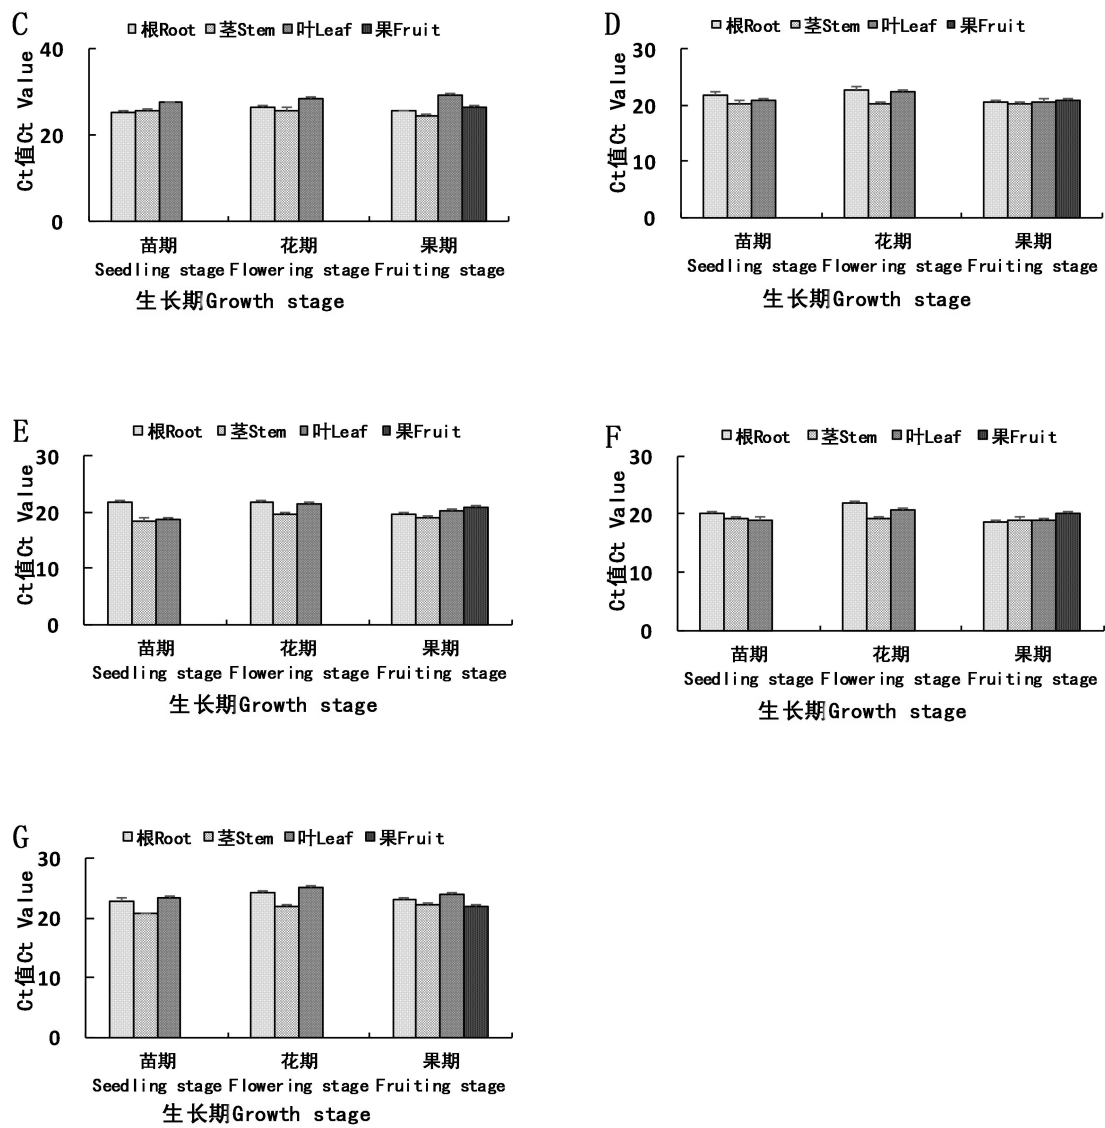 C
根Root 茎Stem 叶Leaf 果Fruit
40
20
0
Ct值Ct Value
苗期 花期 果期
Seedling stage Flowering stage Fruiting stage
生长期Growth stage
D
根Root 茎Stem 叶Leaf 果Fruit
30
20
10
0
Ct值Ct Value
苗期 花期 果期
Seedling stage Flowering stage Fruiting stage
生长期Growth stage
E
根Root 茎Stem 叶Leaf 果Fruit
30
20
10
0
Ct值Ct Value
苗期 花期 果期
Seedling stage Flowering stage Fruiting stage
生长期Growth stage
F
根Root 茎Stem 叶Leaf 果Fruit
30
20
10
0
Ct值Ct Value
苗期 花期 果期
Seedling stage Flowering stage Fruiting stage
生长期Growth stage
G
根Root 茎Stem 叶Leaf 果Fruit
30
20
10
0
Ct值Ct Value
苗期 花期 果期
Seedling stage Flowering stage Fruiting stage
生长期Growth stage